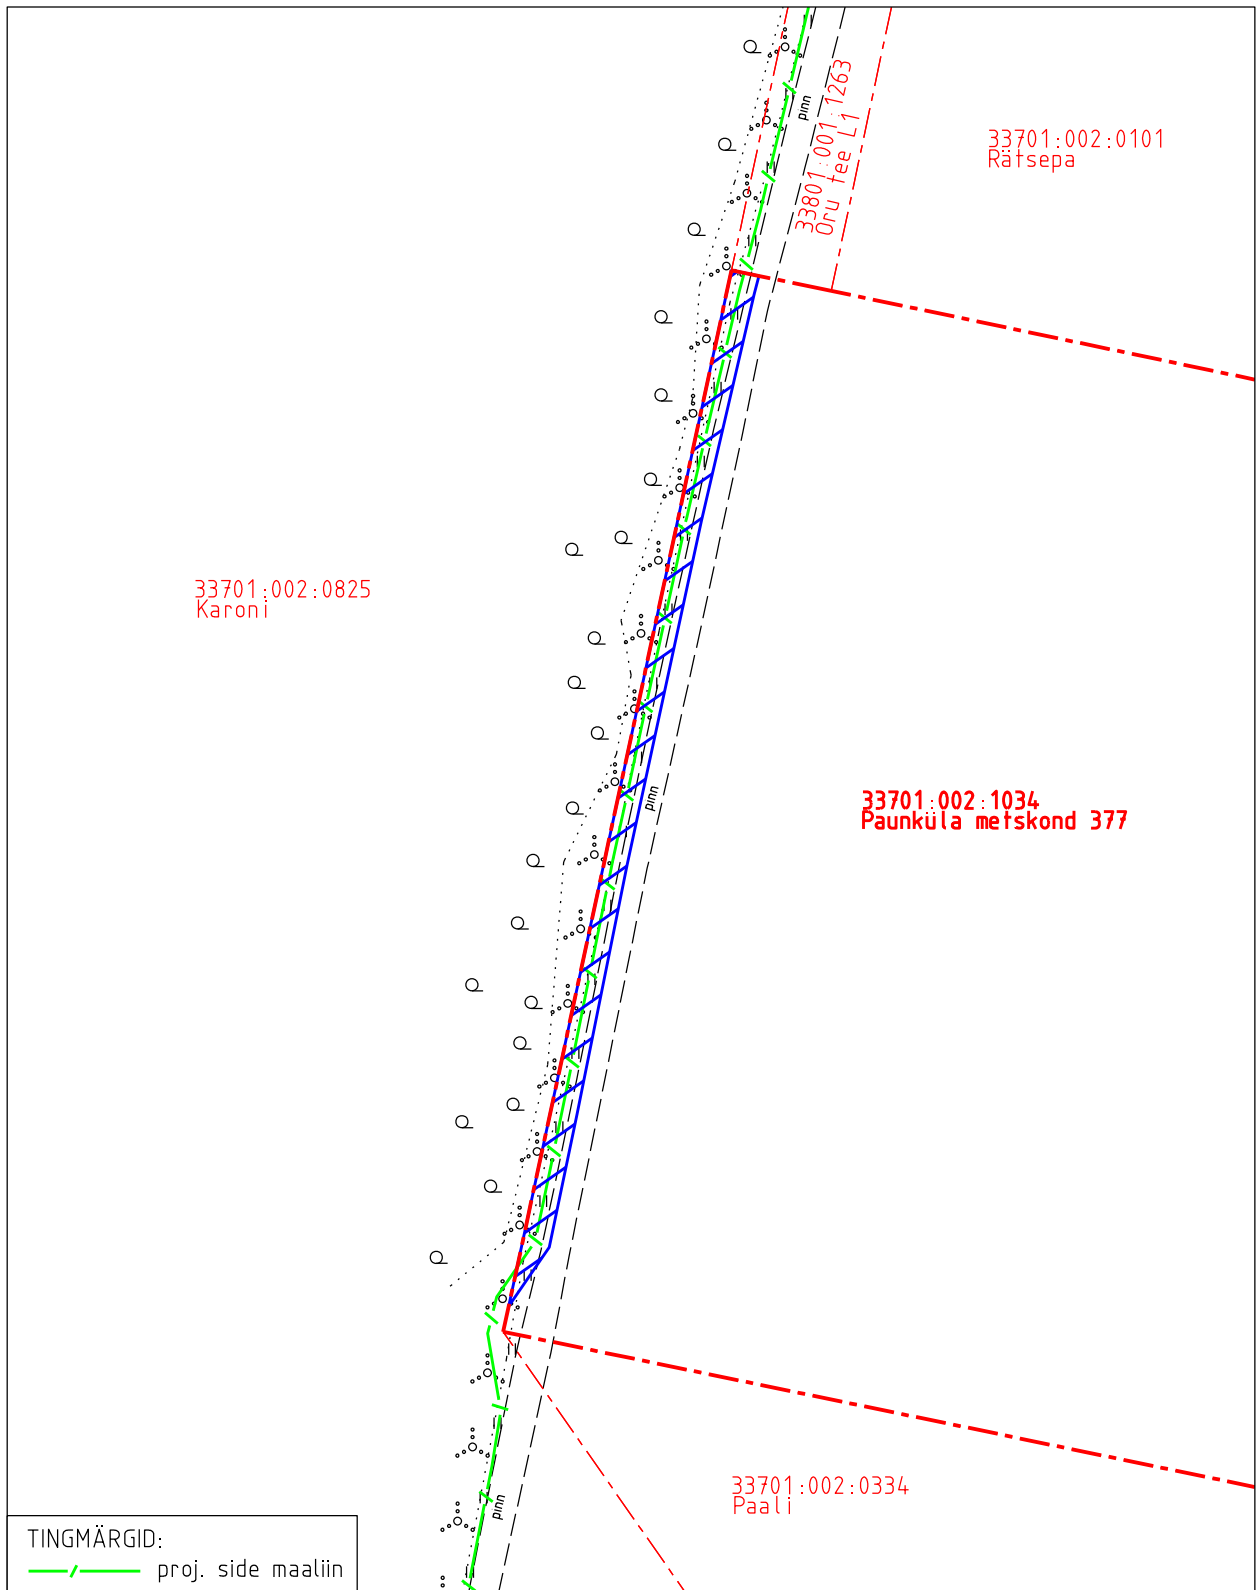 33801:001:1263
Oru tee L1
pinn
33701:002:0101
Rätsepa
33701:002:0825
Karoni
pinn
33701:002:1034
Paunküla metskond 377
33701:002:0334
Paali
pinn
TINGMÄRGID:
proj. side maaliin